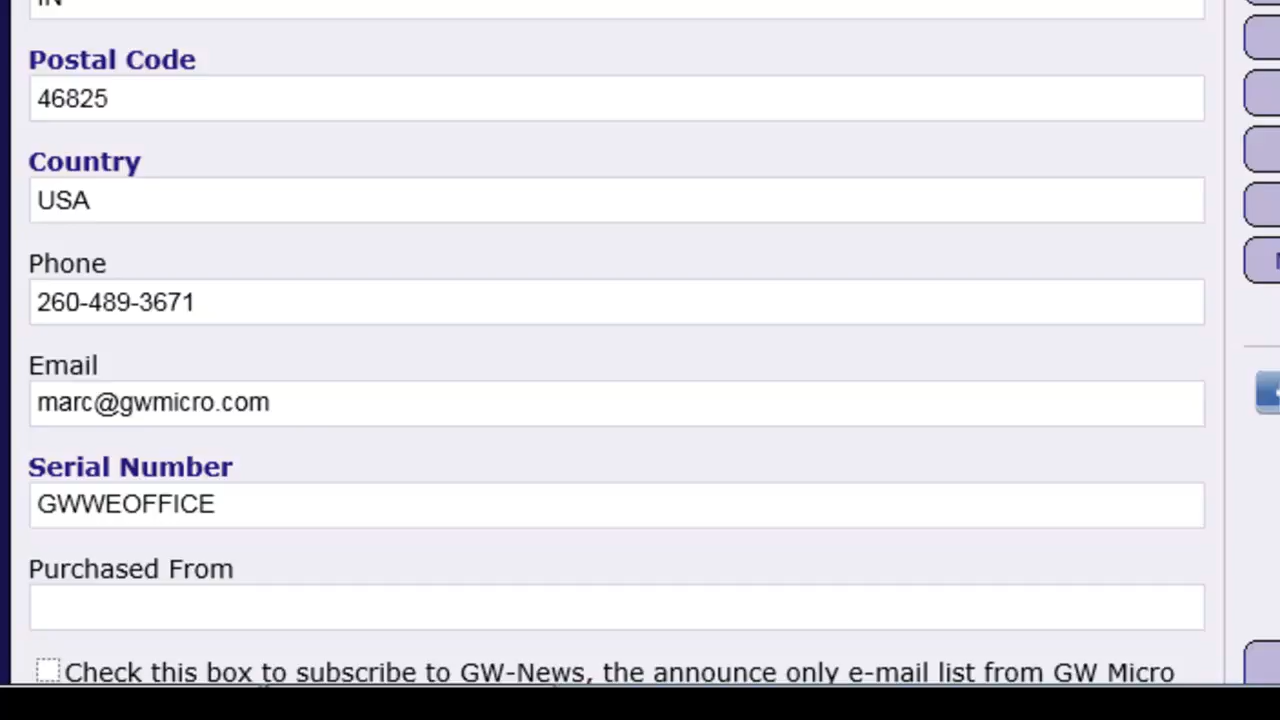 IN
Postal Code
46825
Country
USA
Phone
260-489-3671
Email
marc@gwmicro.com
Serial Number
GWWEOFFICE
Purchased From
Check this box to subscribe to GW-News, the announce only e-mail list from GW Micro